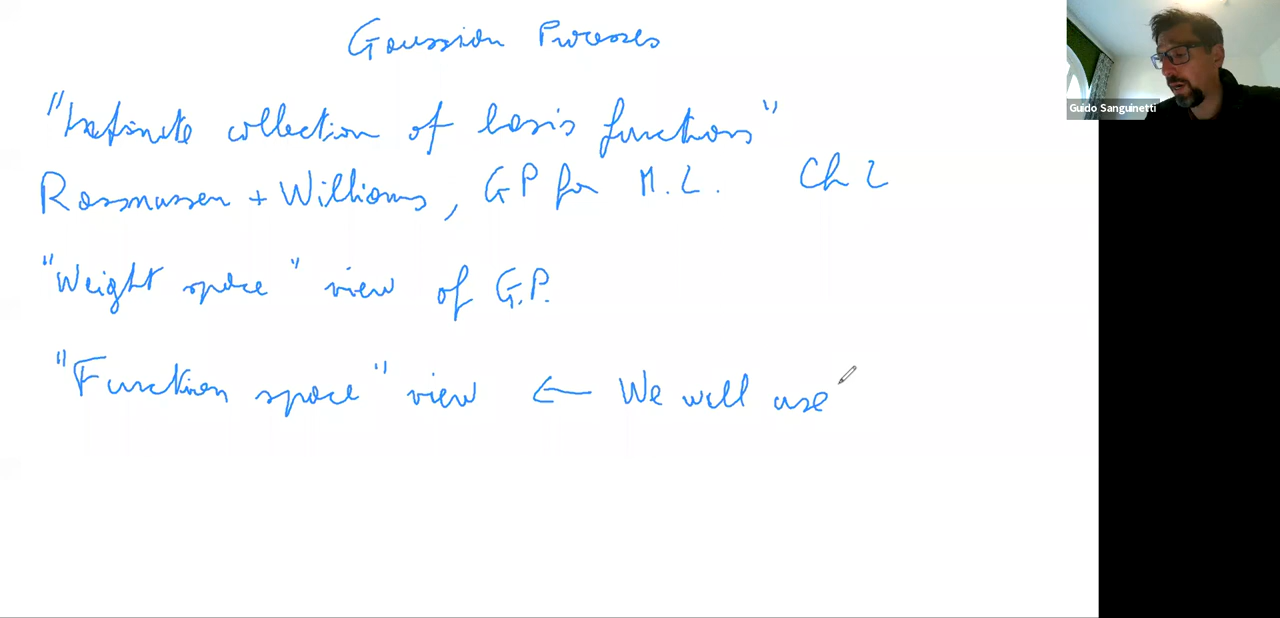 Gaussian Processes
"Infinite collection of basis functions"
Rasmussen + Williams, GP for M.L. Ch 2
"Weight space" view of G.P.
"Function space" view ← We will use
Guido Sanguinetti